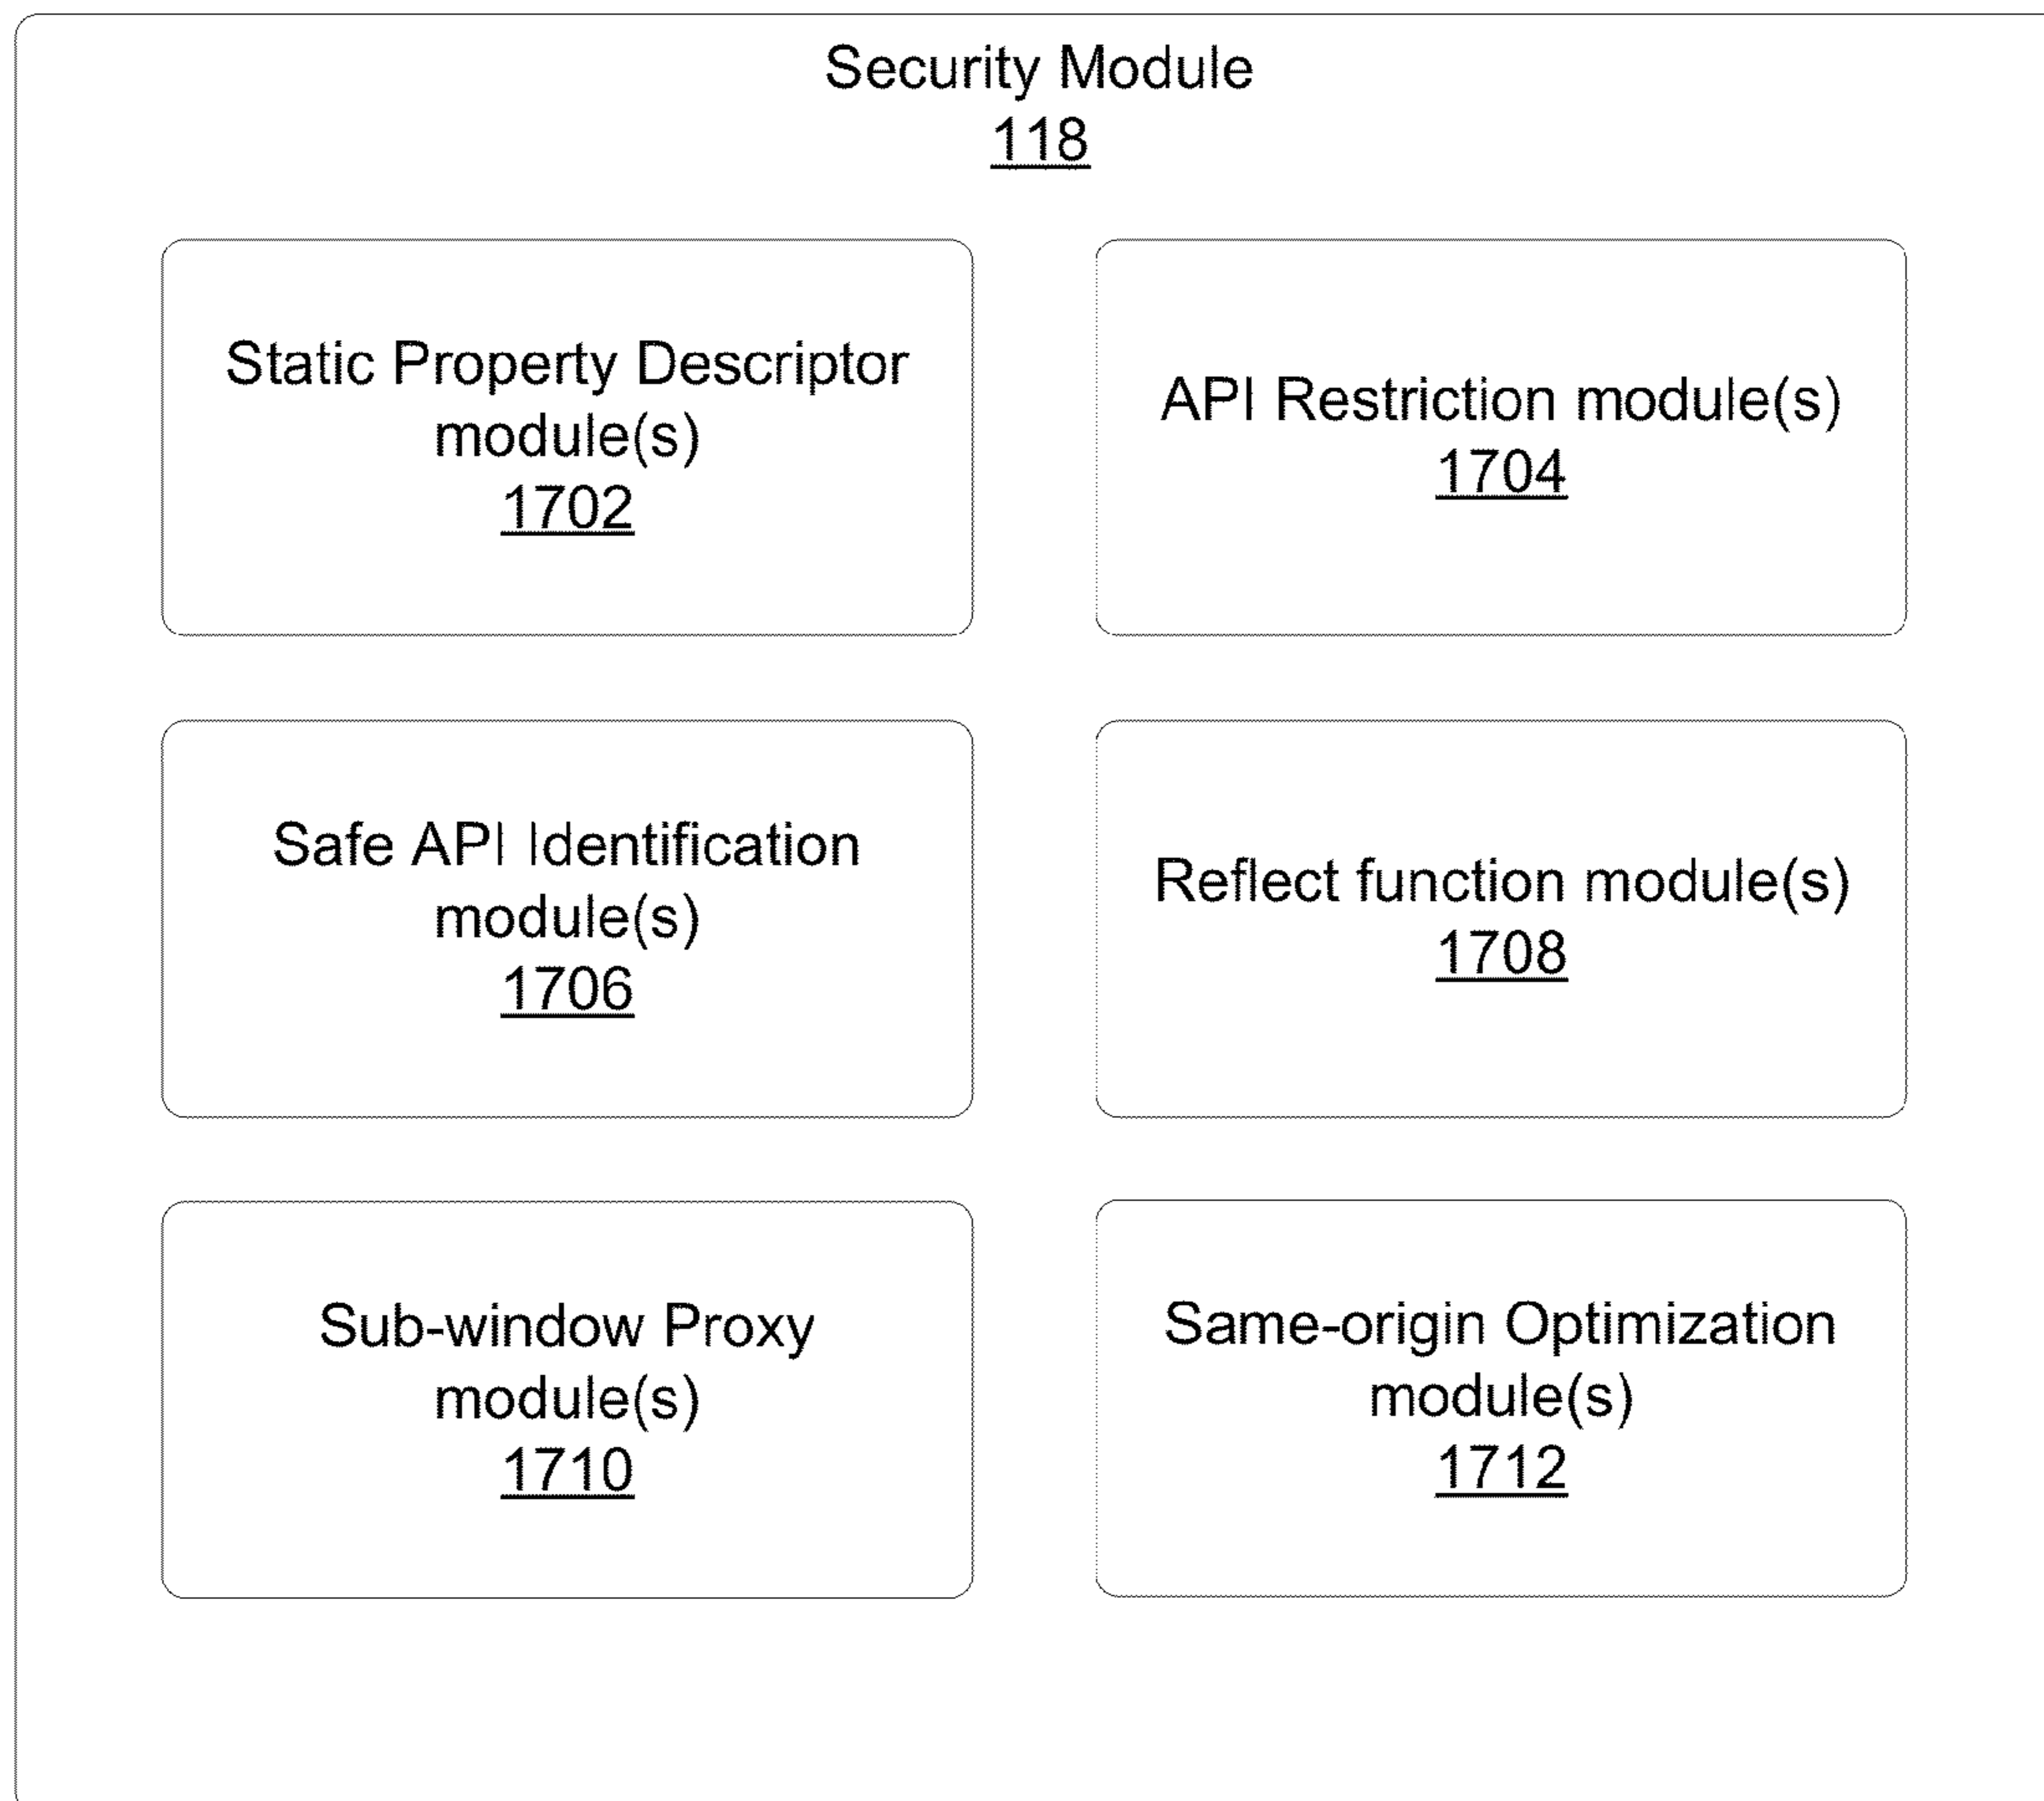 Security Module
118
Static Property Descriptor
module(s)
1702
API Restriction module(s)
1704
Safe API Identification
module(s)
1706
Reflect function module(s)
1708
Sub-window Proxy
module(s)
1710
Same-origin Optimization
module(s)
1712